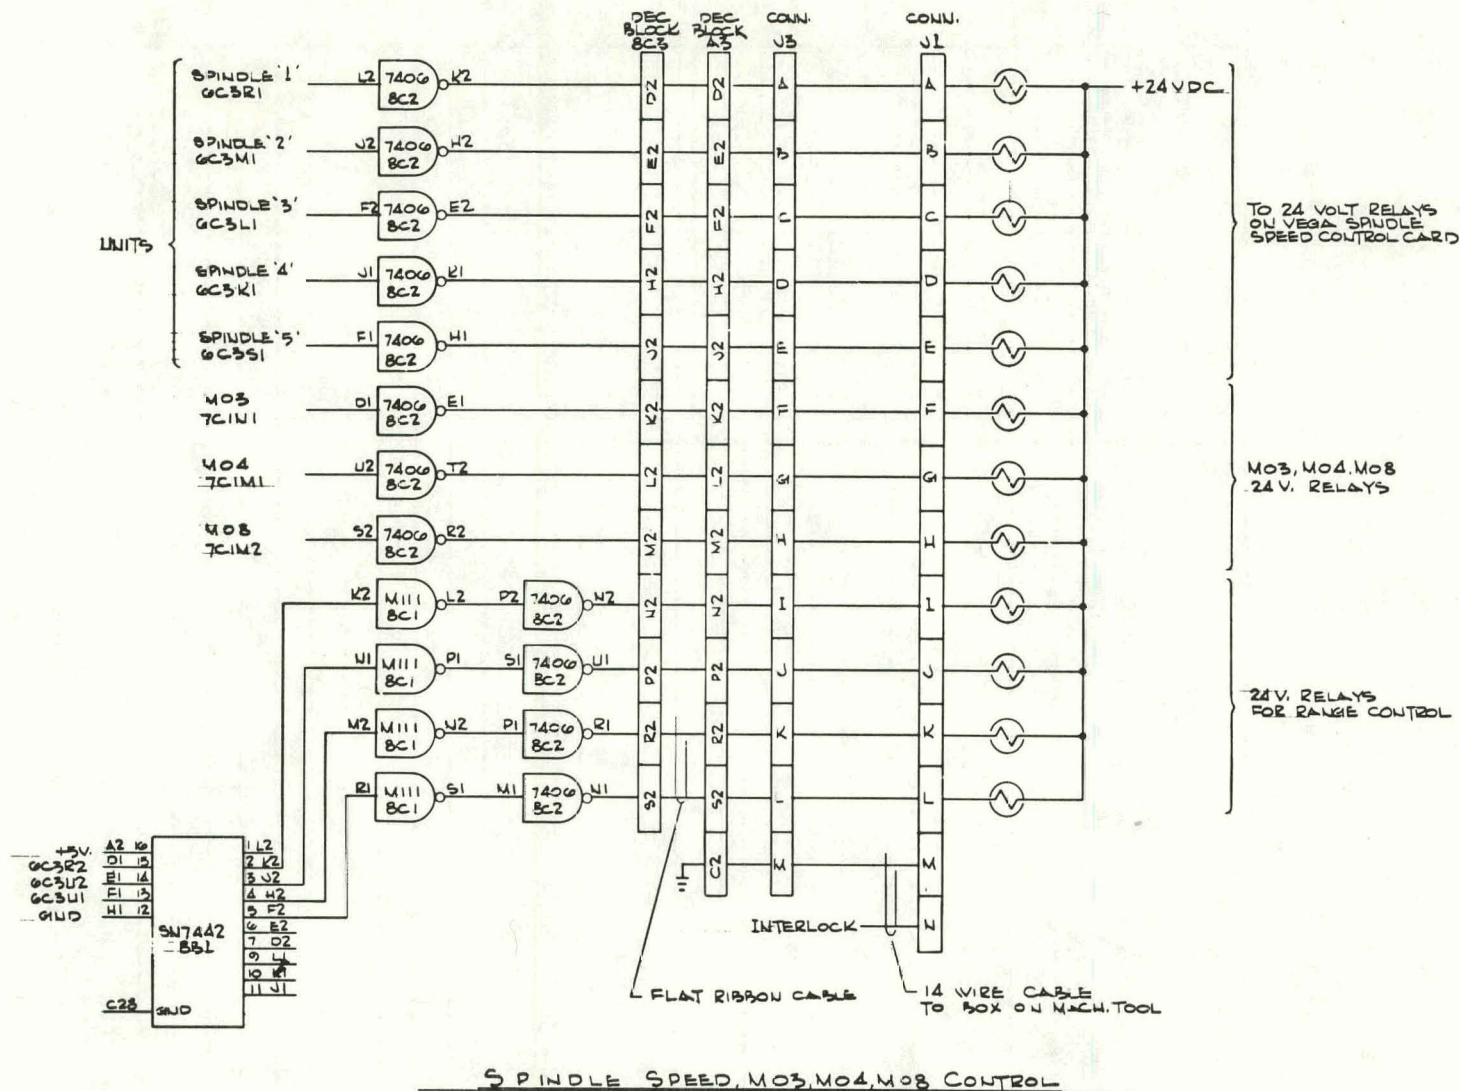 DEC BLOCK 8C3
DEC BLOCK A3
CONN. J3
CONN. J1
UNITS
SPINDLE '1' 6C3R1 L2 7406 8C2 K2 D2 D2 A A +24 VDC
SPINDLE '2' 6C3M1 J2 7406 8C2 H2 E2 E2 B B
SPINDLE '3' 6C3L1 F2 7406 8C2 E2 F2 F2 C C
SPINDLE '4' 6C3K1 J1 7406 8C2 K1 H2 H2 D D
SPINDLE '5' 6C3S1 F1 7406 8C2 H1 J2 J2 E E
TO 24 VOLT RELAYS
ON VEGA SPINDLE
SPEED CONTROL CARD
M03 7C1N1 D1 7406 8C2 E1 K2 K2 F F
M04 7C1M1 U2 7406 8C2 T2 L2 L2 G G
M08 7C1M2 S2 7406 8C2 R2 M2 M2 H H
M03, M04, M08
24 V. RELAYS
K2 M111 8C1 L2 P2 7406 8C2 N2 N2 N2 I I
N1 M111 8C1 P1 S1 7406 8C2 U1 P2 P2 J J
M2 M111 8C1 N2 P1 7406 8C2 R1 R2 R2 K K
R1 M111 8C1 S1 M1 7406 8C2 N1 S2 S2 L L
24 V. RELAYS
FOR RANGE CONTROL
C2 M M
INTERLOCK N
+5V. A2 16
6C3R2 D1 15
6C3U2 E1 14
6C3U1 F1 13
GND H1 12
SN7442
8B1
C2B GND
1 L2
2 K2
3 J2
4 H2
5 F2
6 E2
7 D2
9 L1
10 K1
11 J1
FLAT RIBBON CABLE
14 WIRE CABLE
TO BOX ON MACH. TOOL
SPINDLE SPEED, M03, M04, M08 CONTROL